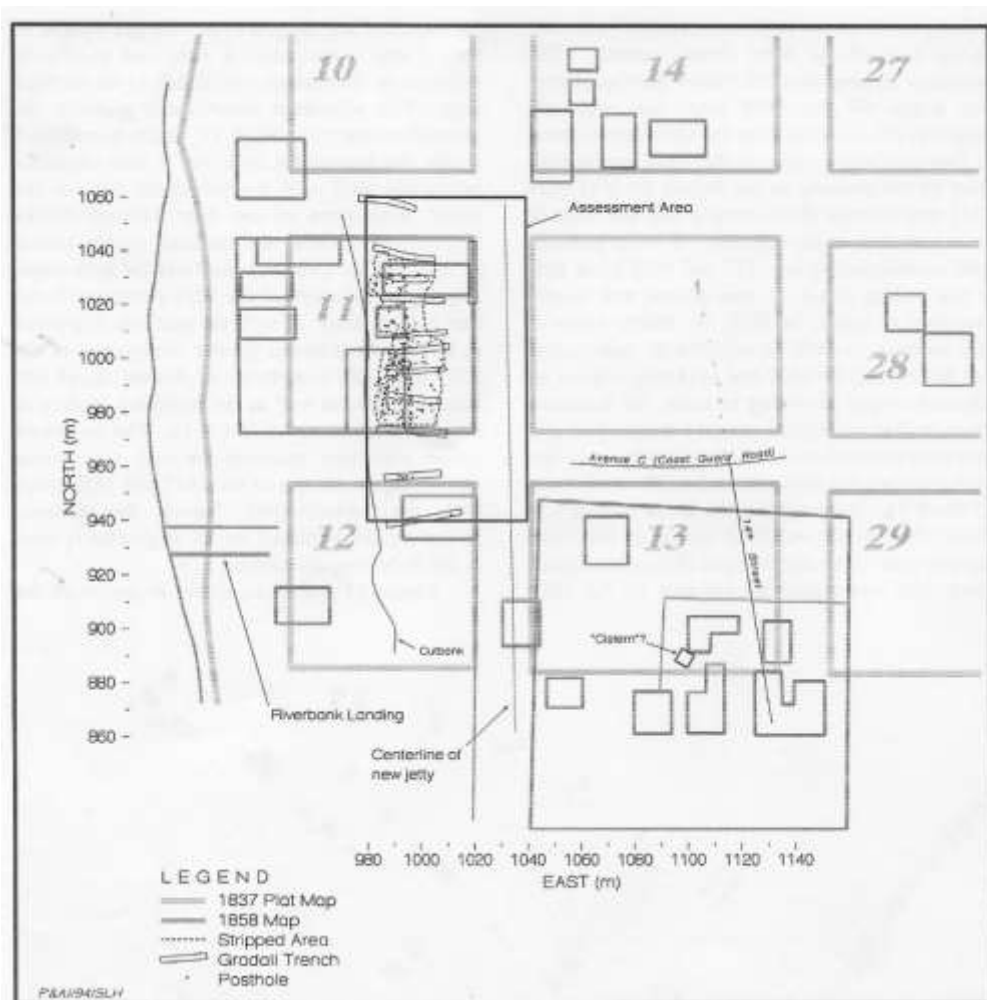 10
14
27
1060
Assessment Area
1040
1020
11
1000
28
980
NORTH (m)
960
Avenue C (Coast Guard Road)
940
12
13
29
1st Street
920
900
"Cistern"?
Cutbank
880
Riverbank Landing
860
Centerline of
new jetty
980 1000 1020 1040 1060 1080 1100 1120 1140
EAST (m)
LEGEND
1837 Plat Map
1858 Map
Stripped Area
Gradall Trench
Posthole
P&AI/94/SLH